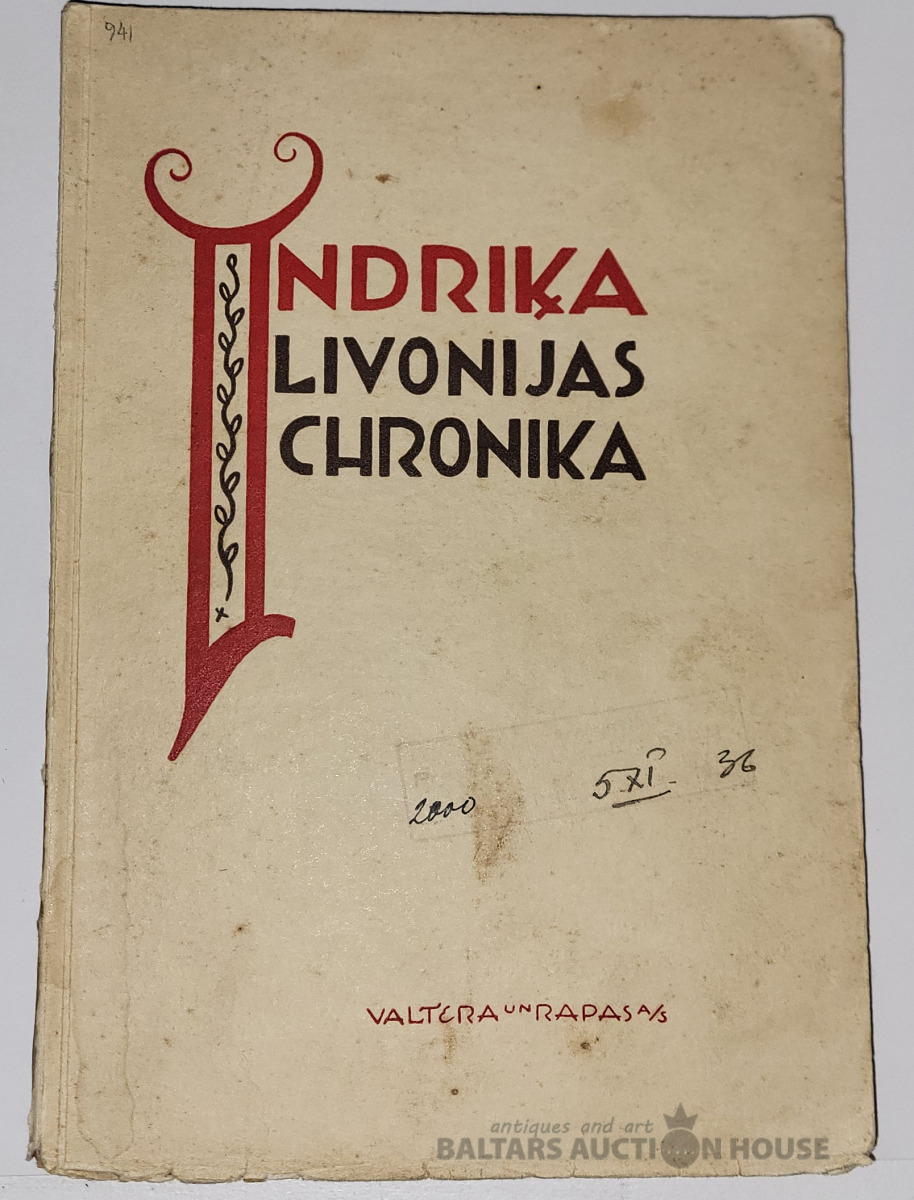 941
INDRIĶA
LIVONIJAS
CHRONIKA
2000 5 XI. 36
VALTERA UN RAPAS A/S
antiques and art
BALTARS AUCTION HOUSE